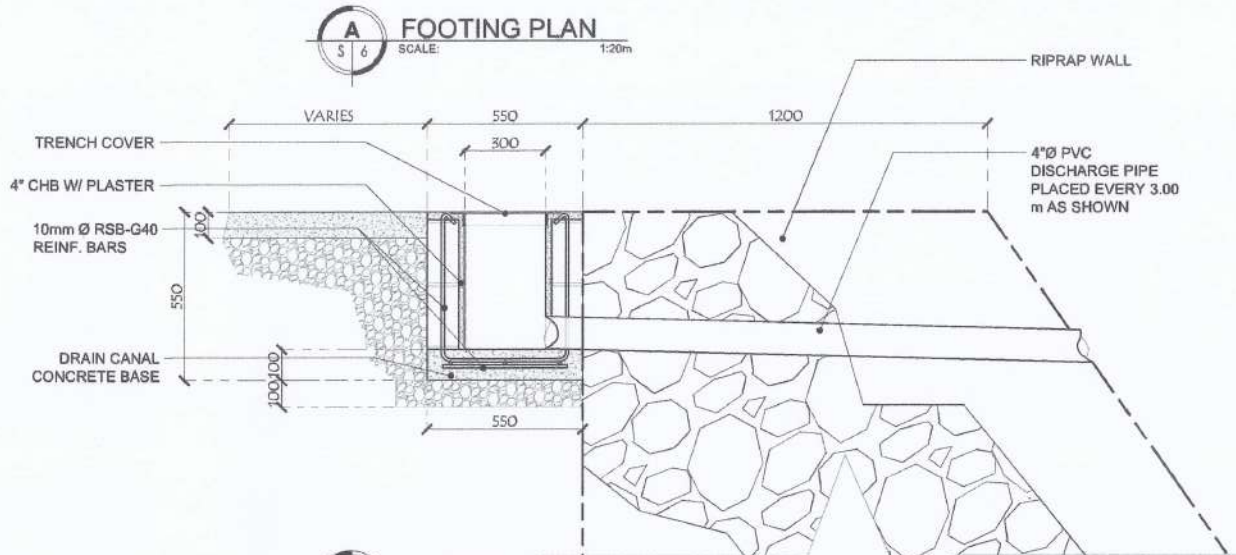 A
S 6
FOOTING PLAN
SCALE:
1:20m
RIPRAP WALL
VARIES
550
1200
TRENCH COVER
300
4"Ø PVC
DISCHARGE PIPE
PLACED EVERY 3.00
m AS SHOWN
4" CHB W/ PLASTER
100
10mm Ø RSB-G40
REINF. BARS
550
DRAIN CANAL
CONCRETE BASE
100
100
550